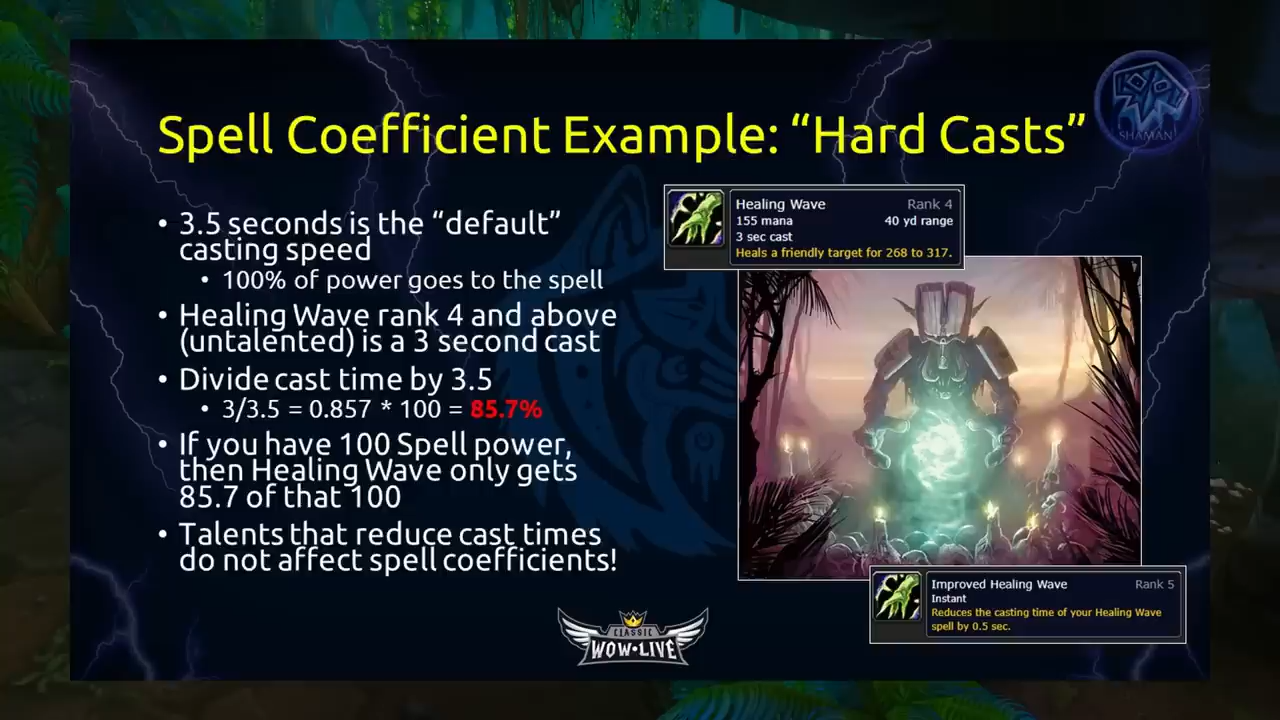 SHAMAN
Spell Coefficient Example: “Hard Casts”
• 3.5 seconds is the “default”
casting speed
• 100% of power goes to the spell
• Healing Wave rank 4 and above
(untalented) is a 3 second cast
• Divide cast time by 3.5
• 3/3.5 = 0.857 * 100 = 85.7%
• If you have 100 Spell power,
then Healing Wave only gets
85.7 of that 100
• Talents that reduce cast times
do not affect spell coefficients!
Healing Wave Rank 4
155 mana 40 yd range
3 sec cast
Heals a friendly target for 268 to 317.
Improved Healing Wave Rank 5
Instant
Reduces the casting time of your Healing Wave
spell by 0.5 sec.
CLASSIC
WOW•LIVE